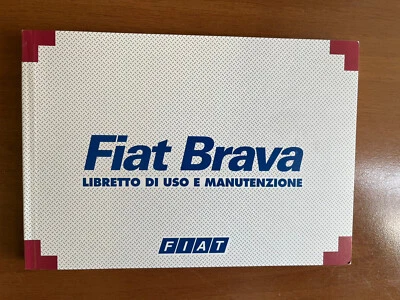 Fiat Brava
LIBRETTO DI USO E MANUTENZIONE
FIAT